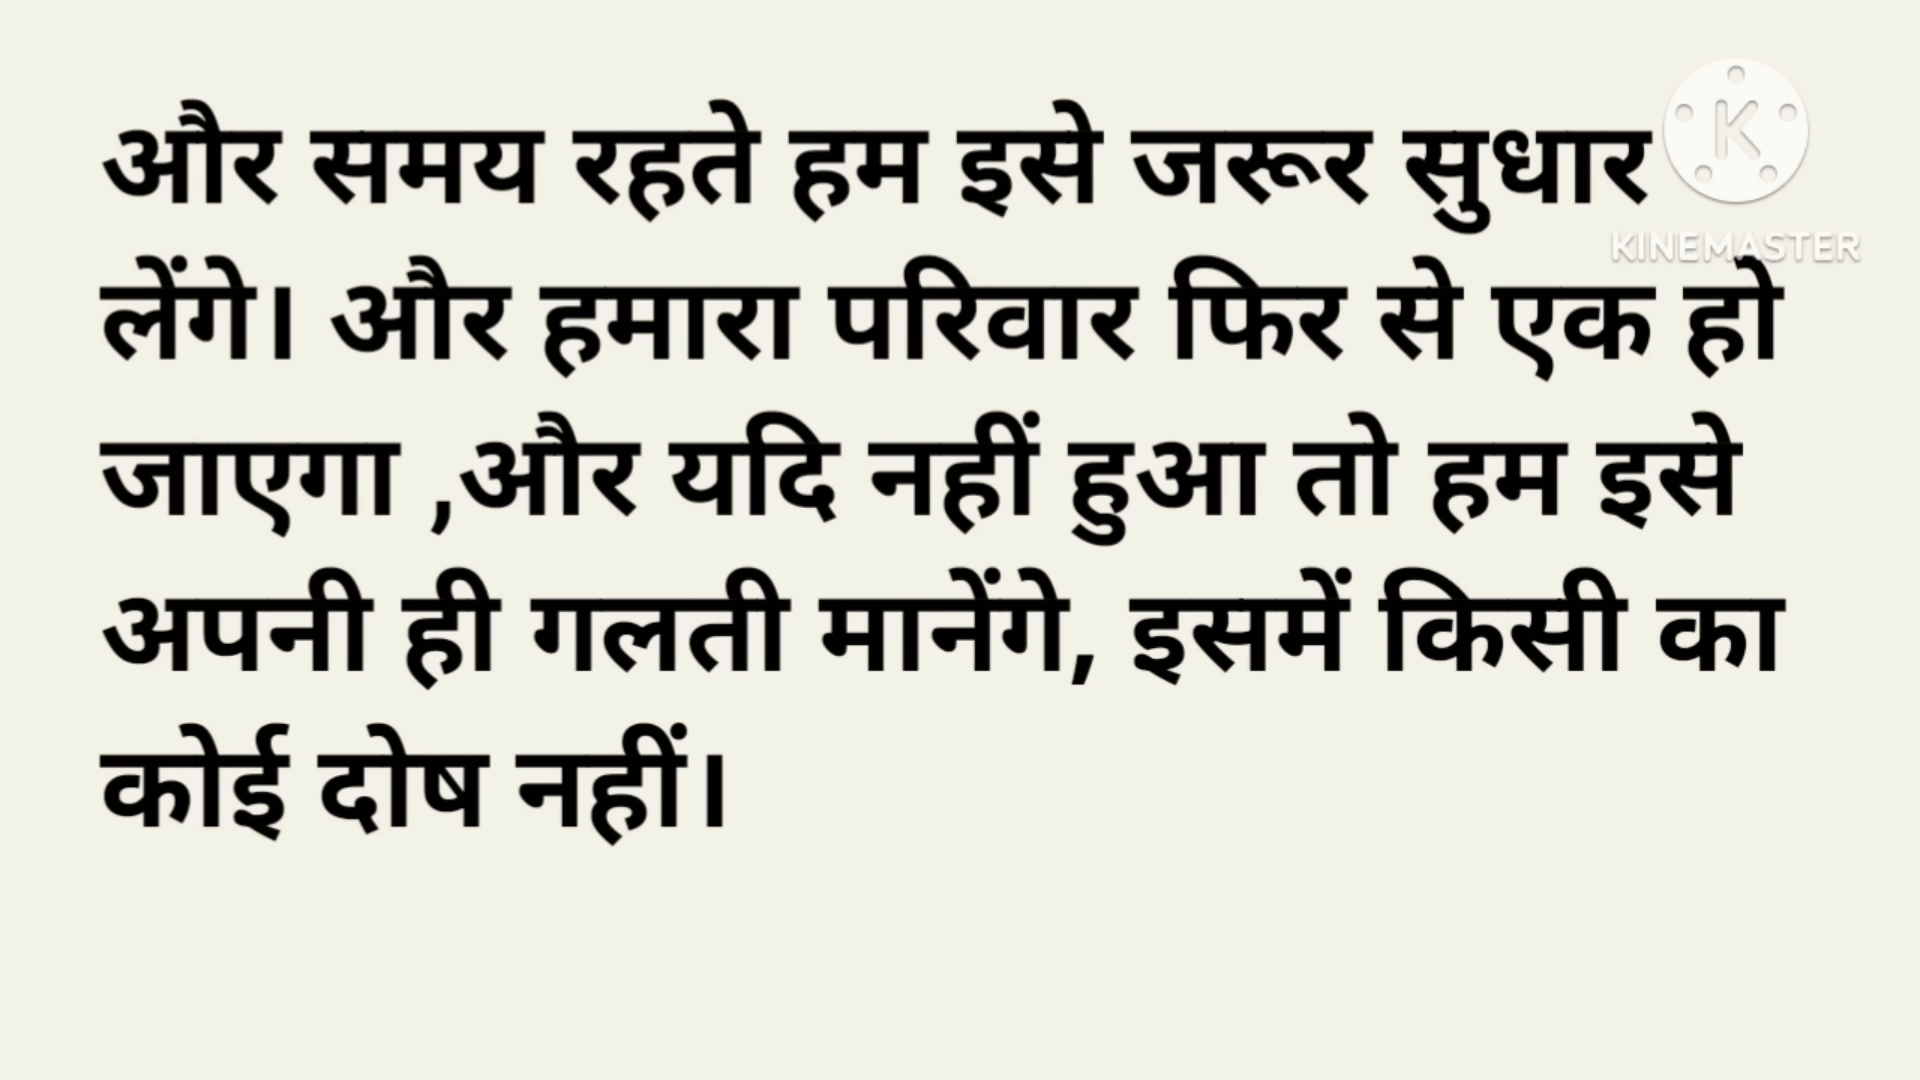 और समय रहते हम इसे जरूर सुधार
KINEMASTER
लेंगे। और हमारा परिवार फिर से एक हो
जाएगा ,और यदि नहीं हुआ तो हम इसे
अपनी ही गलती मानेंगे, इसमें किसी का
कोई दोष नहीं।